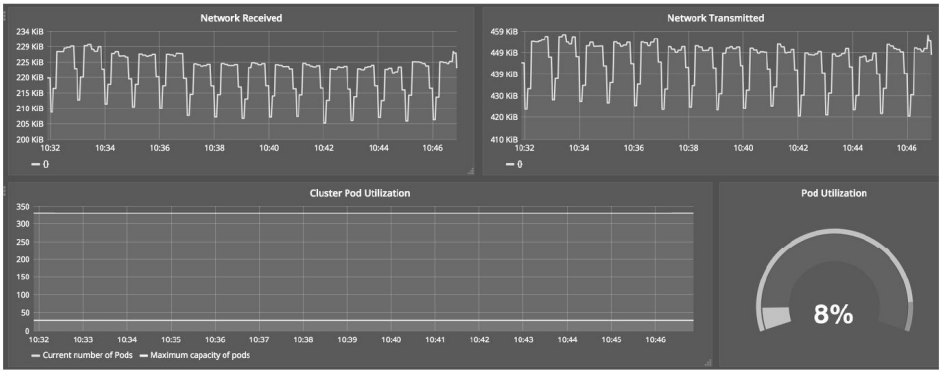 Network Received
234 KiB
229 KiB
225 KiB
220 KiB
215 KiB
210 KiB
205 KiB
200 KiB
10:32 10:34 10:36 10:38 10:40 10:42 10:44 10:46
{}
Network Transmitted
459 KiB
449 KiB
439 KiB
430 KiB
420 KiB
410 KiB
10:32 10:34 10:36 10:38 10:40 10:42 10:44 10:46
{}
Cluster Pod Utilization
350
300
250
200
150
100
50
0
10:32 10:33 10:34 10:35 10:36 10:37 10:38 10:39 10:40 10:41 10:42 10:43 10:44 10:45 10:46
Current number of Pods Maximum capacity of pods
Pod Utilization
8%